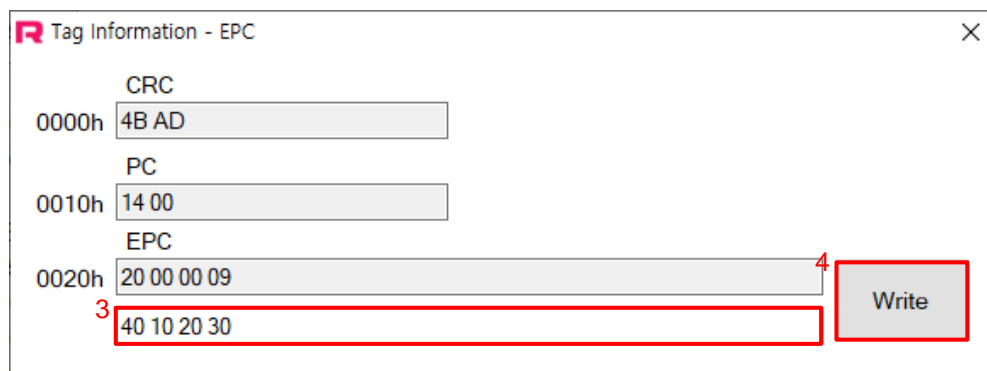 Tag Information - EPC
CRC
0000h 4B AD
PC
0010h 14 00
EPC
0020h 20 00 00 09
4
Write
3
40 10 20 30